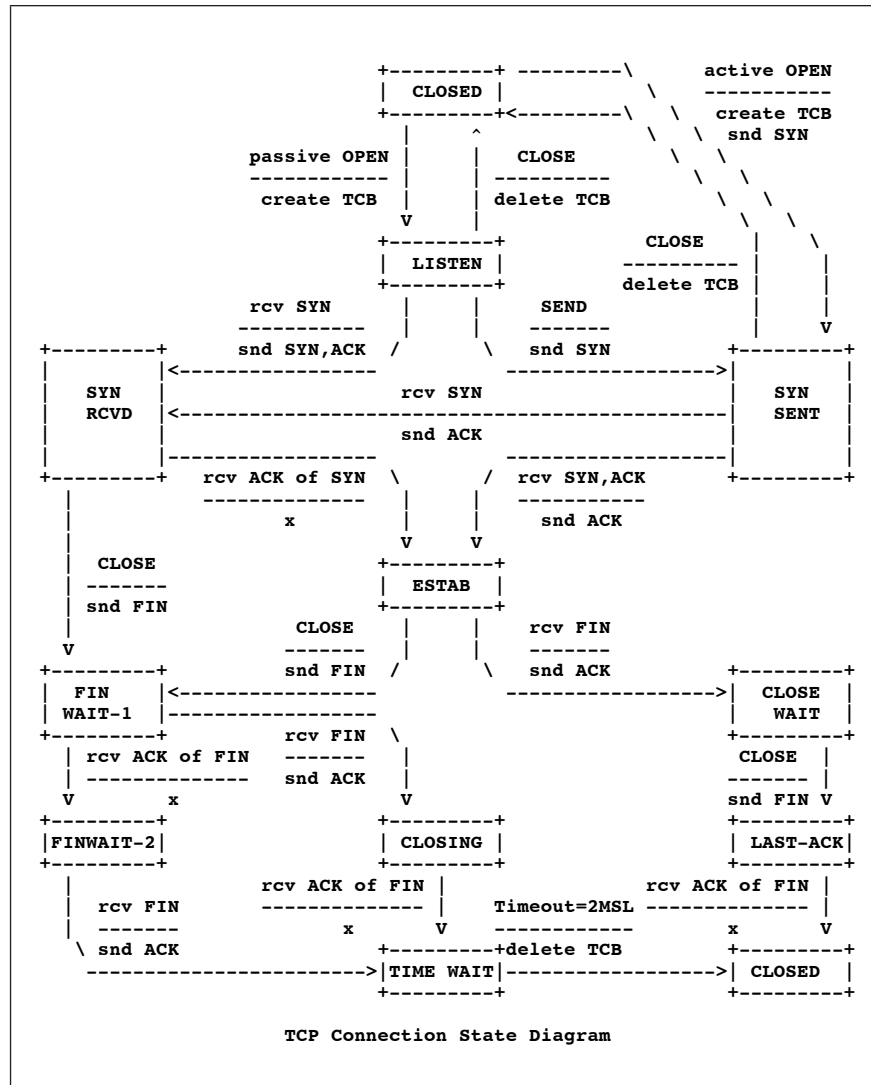 +---------+ ---------\ active OPEN
| CLOSED | \ -----------
+---------+<---------\ \ create TCB
| ^ \ \ snd SYN
passive OPEN | | CLOSE \ \
------------ | | ---------- \ \
create TCB | | delete TCB \ \
V | \ \
+---------+ CLOSE | \
| LISTEN | ---------- | |
+---------+ delete TCB | |
rcv SYN | | SEND | |
----------- | | ------- | V
+---------+ snd SYN,ACK / \ snd SYN +---------+
| |<----------------- ------------------>| |
| SYN | rcv SYN | SYN |
| RCVD |<-----------------------------------------------| SENT |
| | snd ACK | |
| |------------------ -------------------| |
+---------+ rcv ACK of SYN \ / rcv SYN,ACK +---------+
| -------------- | | -----------
| x | | snd ACK
| V V
| CLOSE +---------+
| ------- | ESTAB |
| snd FIN +---------+
| CLOSE | | rcv FIN
V ------- | | -------
+---------+ snd FIN / \ snd ACK +---------+
| FIN |<----------------- ------------------>| CLOSE |
| WAIT-1 |------------------ | WAIT |
+---------+ rcv FIN \ +---------+
| rcv ACK of FIN ------- | CLOSE |
| -------------- snd ACK | ------- |
V x V snd FIN V
+---------+ +---------+ +---------+
|FINWAIT-2| | CLOSING | | LAST-ACK|
+---------+ +---------+ +---------+
| rcv ACK of FIN | rcv ACK of FIN |
| rcv FIN -------------- | Timeout=2MSL -------------- |
| ------- x V ------------ x V
\ snd ACK +---------+delete TCB +---------+
------------------------>|TIME WAIT|------------------>| CLOSED |
+---------+ +---------+
TCP Connection State Diagram